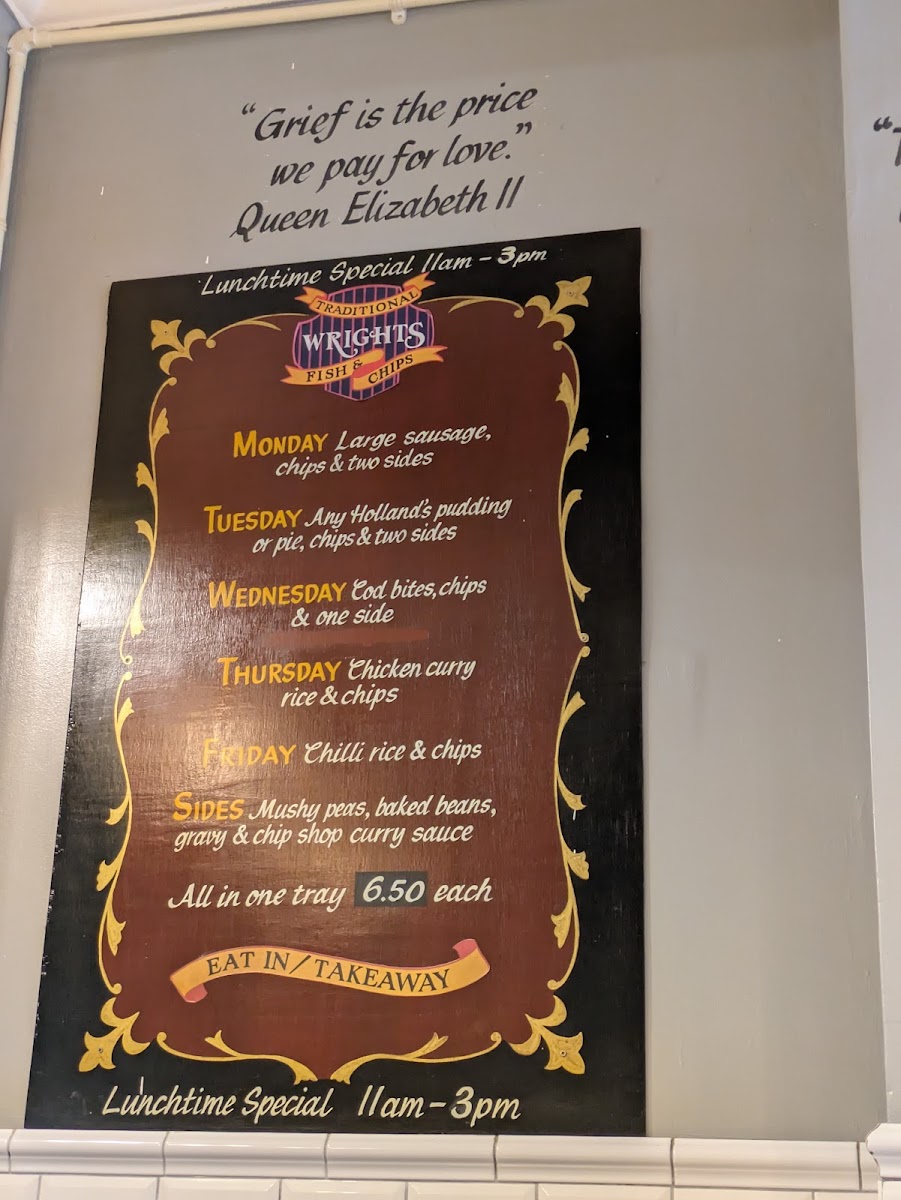 “Grief is the price
we pay for love.”
Queen Elizabeth II
“
Lunchtime Special 11am – 3pm
TRADITIONAL
WRIGHTS
FISH & CHIPS
MONDAY Large sausage,
chips & two sides
TUESDAY Any Holland's pudding
or pie, chips & two sides
WEDNESDAY Cod bites, chips
& one side
THURSDAY Chicken curry
rice & chips
FRIDAY Chilli rice & chips
SIDES Mushy peas, baked beans,
gravy & chip shop curry sauce
All in one tray 6.50 each
EAT IN/TAKEAWAY
Lunchtime Special 11am – 3pm